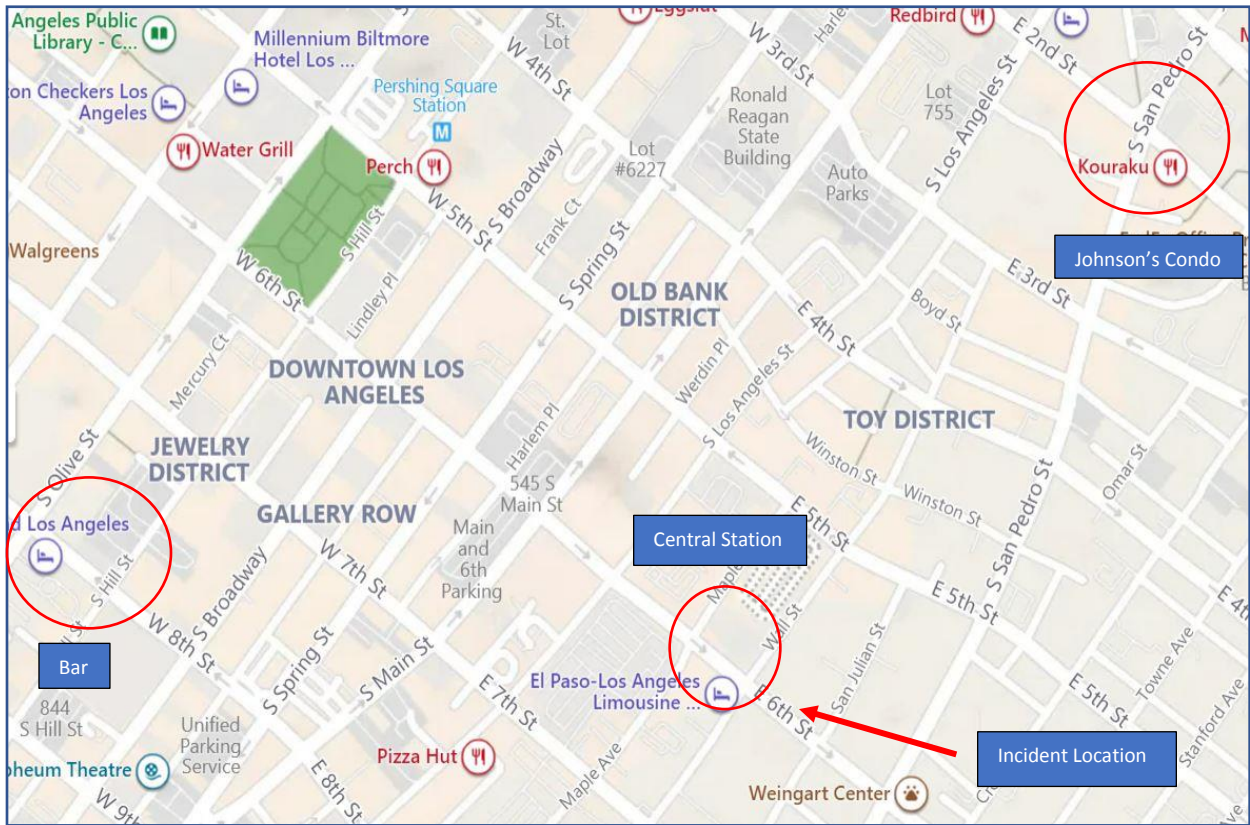 Angeles Public
Library - C...
Millennium Biltmore
Hotel Los ...
St.
Lot
W 4th St
Eggslut
W 3rd St
Harlem
Redbird
E 2nd St
S San Pedro St
on Checkers Los
Angeles
Pershing Square
Station
M
Water Grill
Perch
S Broadway
Lot
#6227
Ronald
Reagan
State
Building
Auto
Parks
Lot
755
S Los Angeles St
Kouraku
Johnson's Condo
Walgreens
W 6th St
S Hill St
Lindley Pl
W 5th St
Frank Ct
S Spring St
OLD BANK
DISTRICT
E 4th St
Boyd St
E 3rd St
Mercury Ct
DOWNTOWN LOS
ANGELES
Werdin Pl
S Los Angeles St
TOY DISTRICT
S Olive St
JEWELRY
DISTRICT
Harlem Pl
545 S
Main St
Winston St
Winston St
Omar St
S San Pedro St
GALLERY ROW
W 7th St
Main
and
6th
Parking
Central Station
E 5th St
E 5th St
E 4th
d Los Angeles
S Hill St
Bar
W 8th St
S Broadway
S Spring St
S Main St
Wall St
San Julian St
Towne Ave
E 5th St
Stanford Ave
El Paso-Los Angeles
Limousine ...
E 6th St
Incident Location
844
S Hill St
Unified
Parking
Service
E 7th St
Pizza Hut
Maple Ave
E 8th St
heum Theatre
W 9th
Weingart Center